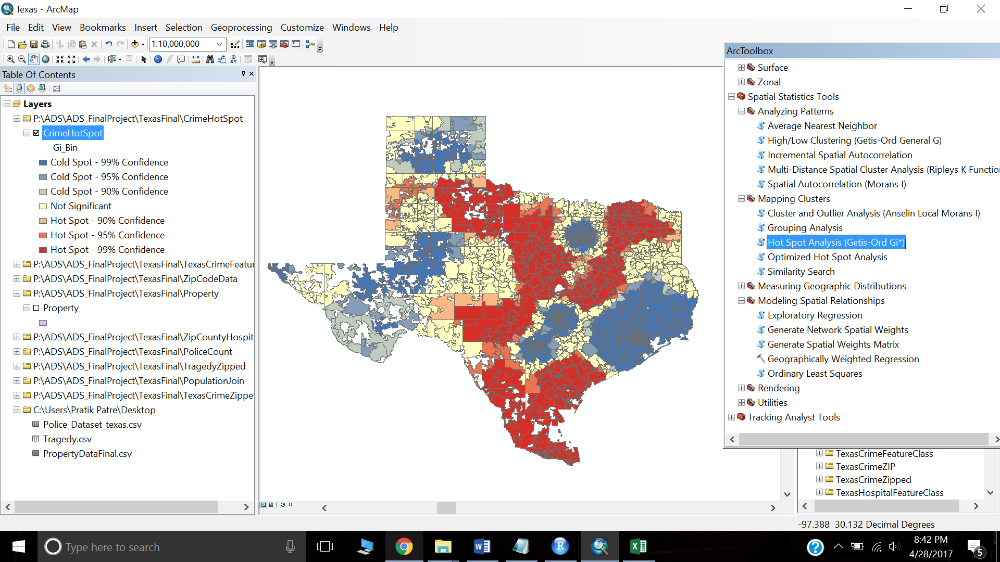 Texas - ArcMap
File Edit View Bookmarks Insert Selection Geoprocessing Customize Windows Help
1:10,000,000
Table Of Contents
Layers
P:\ADS\ADS_FinalProject\TexasFinal\CrimeHotSpot
CrimeHotSpot
Gi_Bin
Cold Spot - 99% Confidence
Cold Spot - 95% Confidence
Cold Spot - 90% Confidence
Not Significant
Hot Spot - 90% Confidence
Hot Spot - 95% Confidence
Hot Spot - 99% Confidence
P:\ADS\ADS_FinalProject\TexasFinal\TexasCrimeFeatur
P:\ADS\ADS_FinalProject\TexasFinal\ZipCodeData
P:\ADS\ADS_FinalProject\TexasFinal\Property
Property
P:\ADS\ADS_FinalProject\TexasFinal\ZipCountyHospit
P:\ADS\ADS_FinalProject\TexasFinal\PoliceCount
P:\ADS\ADS_FinalProject\TexasFinal\TragedyZipped
P:\ADS\ADS_FinalProject\TexasFinal\PopulationJoin
P:\ADS\ADS_FinalProject\TexasFinal\TexasCrimeZippe
C:\Users\Pratik Patre\Desktop
Police_Dataset_texas.csv
Tragedy.csv
PropertyDataFinal.csv
ArcToolbox
Surface
Zonal
Spatial Statistics Tools
Analyzing Patterns
Average Nearest Neighbor
High/Low Clustering (Getis-Ord General G)
Incremental Spatial Autocorrelation
Multi-Distance Spatial Cluster Analysis (Ripleys K Functio
Spatial Autocorrelation (Morans I)
Mapping Clusters
Cluster and Outlier Analysis (Anselin Local Morans I)
Grouping Analysis
Hot Spot Analysis (Getis-Ord Gi*)
Optimized Hot Spot Analysis
Similarity Search
Measuring Geographic Distributions
Modeling Spatial Relationships
Exploratory Regression
Generate Network Spatial Weights
Generate Spatial Weights Matrix
Geographically Weighted Regression
Ordinary Least Squares
Rendering
Utilities
Tracking Analyst Tools
TexasCrimeFeatureClass
TexasCrimeZIP
TexasCrimeZipped
TexasHospitalFeatureClass
-97.388 30.132 Decimal Degrees
Type here to search
8:42 PM
4/28/2017
5